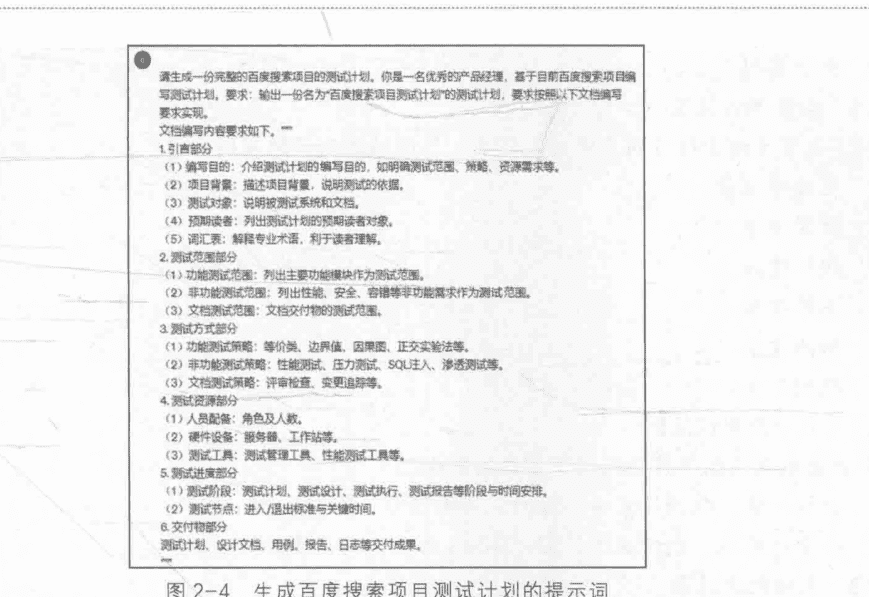 请生成一份完整的百度搜索项目的测试计划。你是一名优秀的产品经理，基于目前百度搜索项目编
写测试计划。要求：输出一份名为“百度搜索项目测试计划”的测试计划，要求按照以下文档编写
要求实现。
文档编写内容要求如下。"""
1.引言部分
（1）编写目的：介绍测试计划的编写目的，如明确测试范围、策略、资源需求等。
（2）项目背景：描述项目背景，说明测试的依据。
（3）测试对象：说明被测试系统和文档。
（4）预期读者：列出测试计划的预期读者对象。
（5）词汇表：解释专业术语，利于读者理解。
2.测试范围部分
（1）功能测试范围：列出主要功能模块作为测试范围。
（2）非功能测试范围：列出性能、安全、容错等非功能需求作为测试范围。
（3）文档测试范围：文档交付物的测试范围。
3.测试方式部分
（1）功能测试策略：等价类、边界值、因果图、正交实验法等。
（2）非功能测试策略：性能测试、压力测试、SQL注入、渗透测试等。
（3）文档测试策略：评审检查、变更追踪等。
4.测试资源部分
（1）人员配备：角色及人数。
（2）硬件设备：服务器、工作站等。
（3）测试工具：测试管理工具、性能测试工具等。
5.测试进度部分
（1）测试阶段：测试计划、测试设计、测试执行、测试报告等阶段与时间安排。
（2）测试节点：进入/退出标准与关键时间。
6.交付物部分
测试计划、设计文档、用例、报告、日志等交付成果。
"""
图 2-4 生成百度搜索项目测试计划的提示词